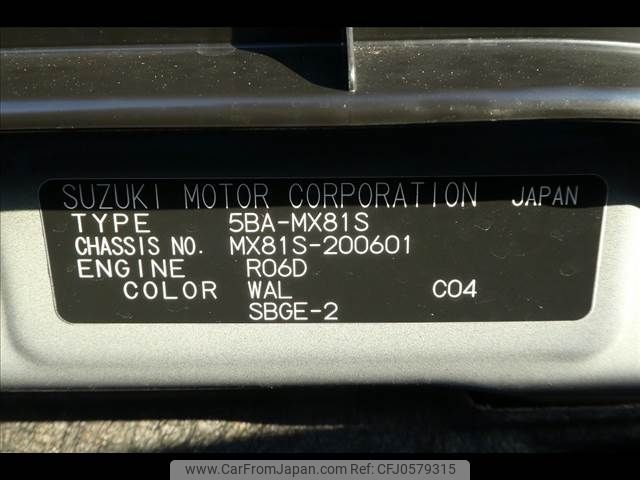 SUZUKI MOTOR CORPORATION JAPAN
TYPE 5BA-MX81S
CHASSIS NO. MX81S-200601
ENGINE R06D
COLOR WAL C04
SBGE-2
www.CarFromJapan.com | Ref:CFJ0579315